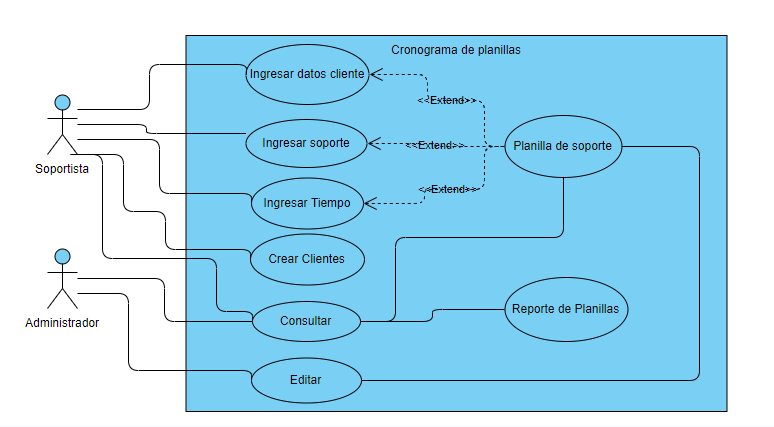 Cronograma de planillas
Ingresar datos cliente
<<Extend>>
Ingresar soporte
<<Extend>>
Planilla de soporte
Soportista
Ingresar Tiempo
<<Extend>>
Crear Clientes
Administrador
Consultar
Reporte de Planillas
Editar